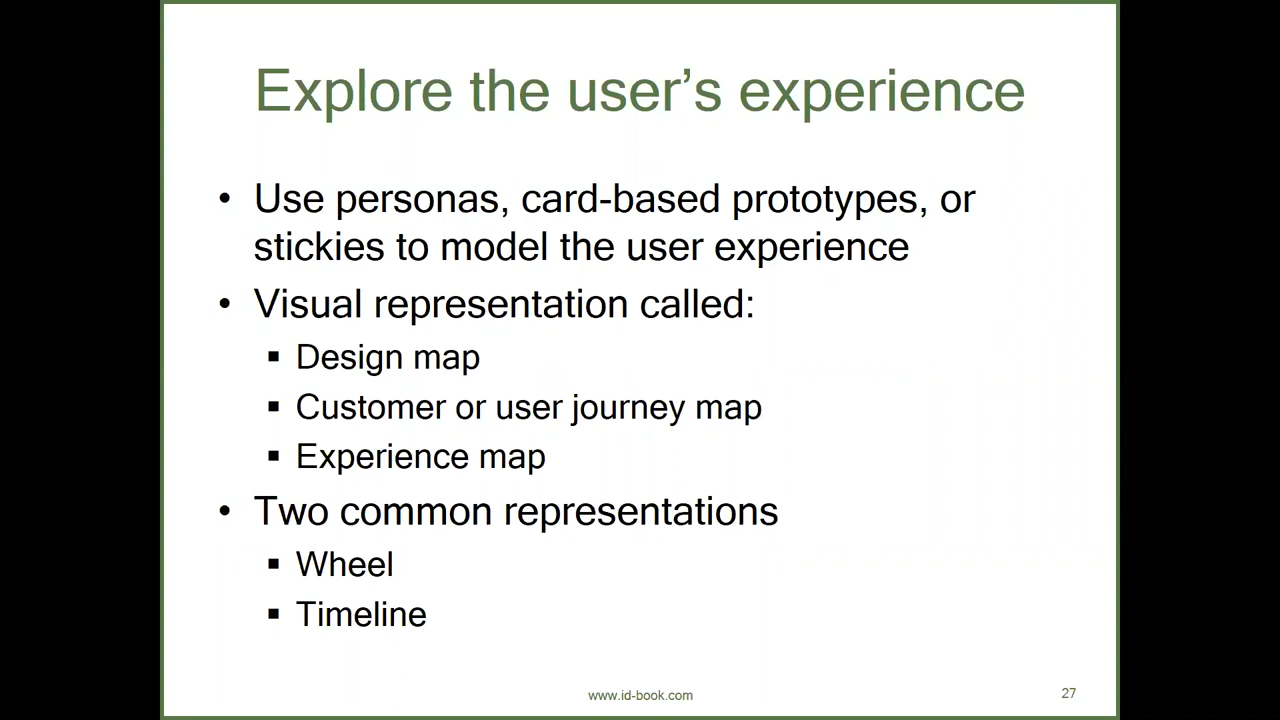 Explore the user’s experience
• Use personas, card-based prototypes, or
stickies to model the user experience
• Visual representation called:
▪ Design map
▪ Customer or user journey map
▪ Experience map
• Two common representations
▪ Wheel
▪ Timeline
www.id-book.com
27